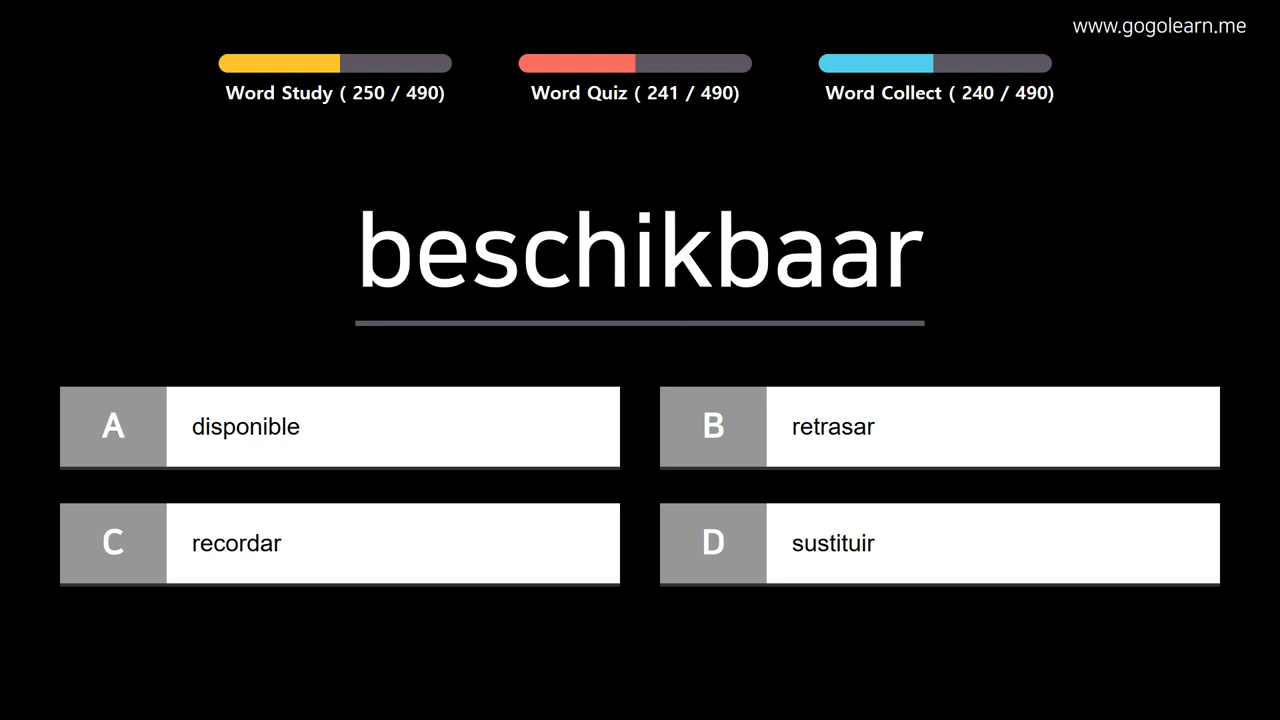 www.gogolearn.me
Word Study ( 250 / 490)
Word Quiz ( 241 / 490)
Word Collect ( 240 / 490)
beschikbaar
A disponible
B retrasar
C recordar
D sustituir